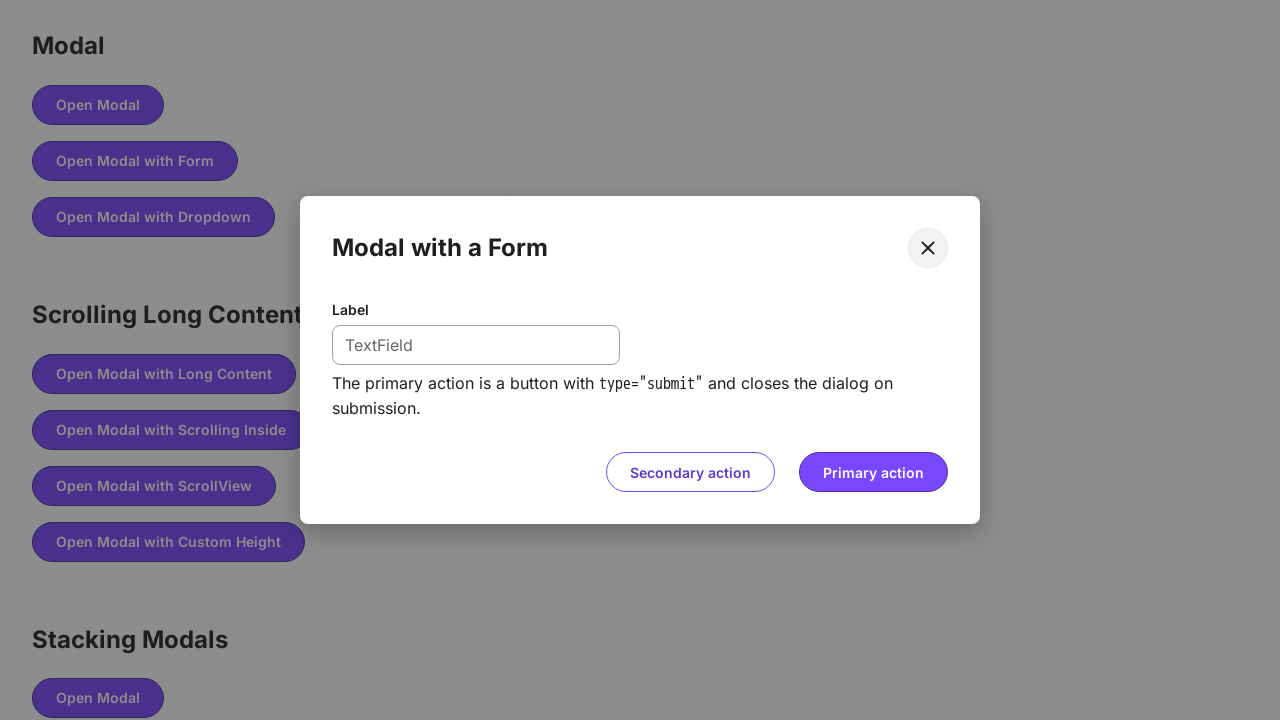 Modal
Open Modal
Open Modal with Form
Open Modal with Dropdown
Scrolling Long Content
Open Modal with Long Content
Open Modal with Scrolling Inside
Open Modal with ScrollView
Open Modal with Custom Height
Stacking Modals
Open Modal
Modal with a Form
Label
TextField
The primary action is a button with type="submit" and closes the dialog on
submission.
Secondary action
Primary action